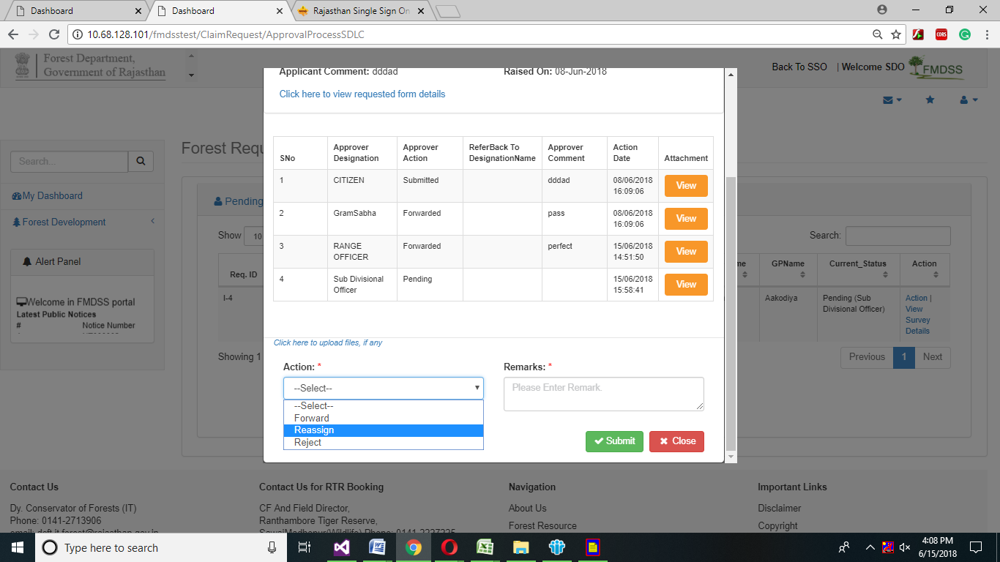 Dashboard
Dashboard
Rajasthan Single Sign On
10.68.128.101/fmdsstest/ClaimRequest/ApprovalProcessSDLC
Forest Department,
Government of Rajasthan
Back To SSO | Welcome SDO
FMDSS
Search...
My Dashboard
Forest Development
Alert Panel
Welcome in FMDSS portal
Latest Public Notices
# Notice Number
Forest Requ
Pending
Show 10
Search:
Req. ID
GPName
Current_Status
Action
I-4
Aakodiya
Pending (Sub
Divisional Officer)
Action |
View
Survey
Details
Showing 1
Previous 1 Next
Applicant Comment: dddad
Raised On: 08-Jun-2018
Click here to view requested form details
SNo
Approver
Designation
Approver
Action
ReferBack To
DesignationName
Approver
Comment
Action
Date
Attachment
1 CITIZEN Submitted dddad 08/06/2018
16:09:06
View
2 GramSabha Forwarded pass 08/06/2018
16:09:06
View
3 RANGE
OFFICER
Forwarded perfect 15/06/2018
14:51:50
View
4 Sub Divisional
Officer
Pending 15/06/2018
15:58:41
View
Click here to upload files, if any
Action: *
--Select--
--Select--
Forward
Reassign
Reject
Remarks: *
Please Enter Remark.
Submit
Close
Contact Us
Dy. Conservator of Forests (IT)
Phone: 0141-2713906
Contact Us for RTR Booking
CF And Field Director,
Ranthambore Tiger Reserve,
Navigation
About Us
Forest Resource
Important Links
Disclaimer
Copyright
Type here to search
4:08 PM
6/15/2018